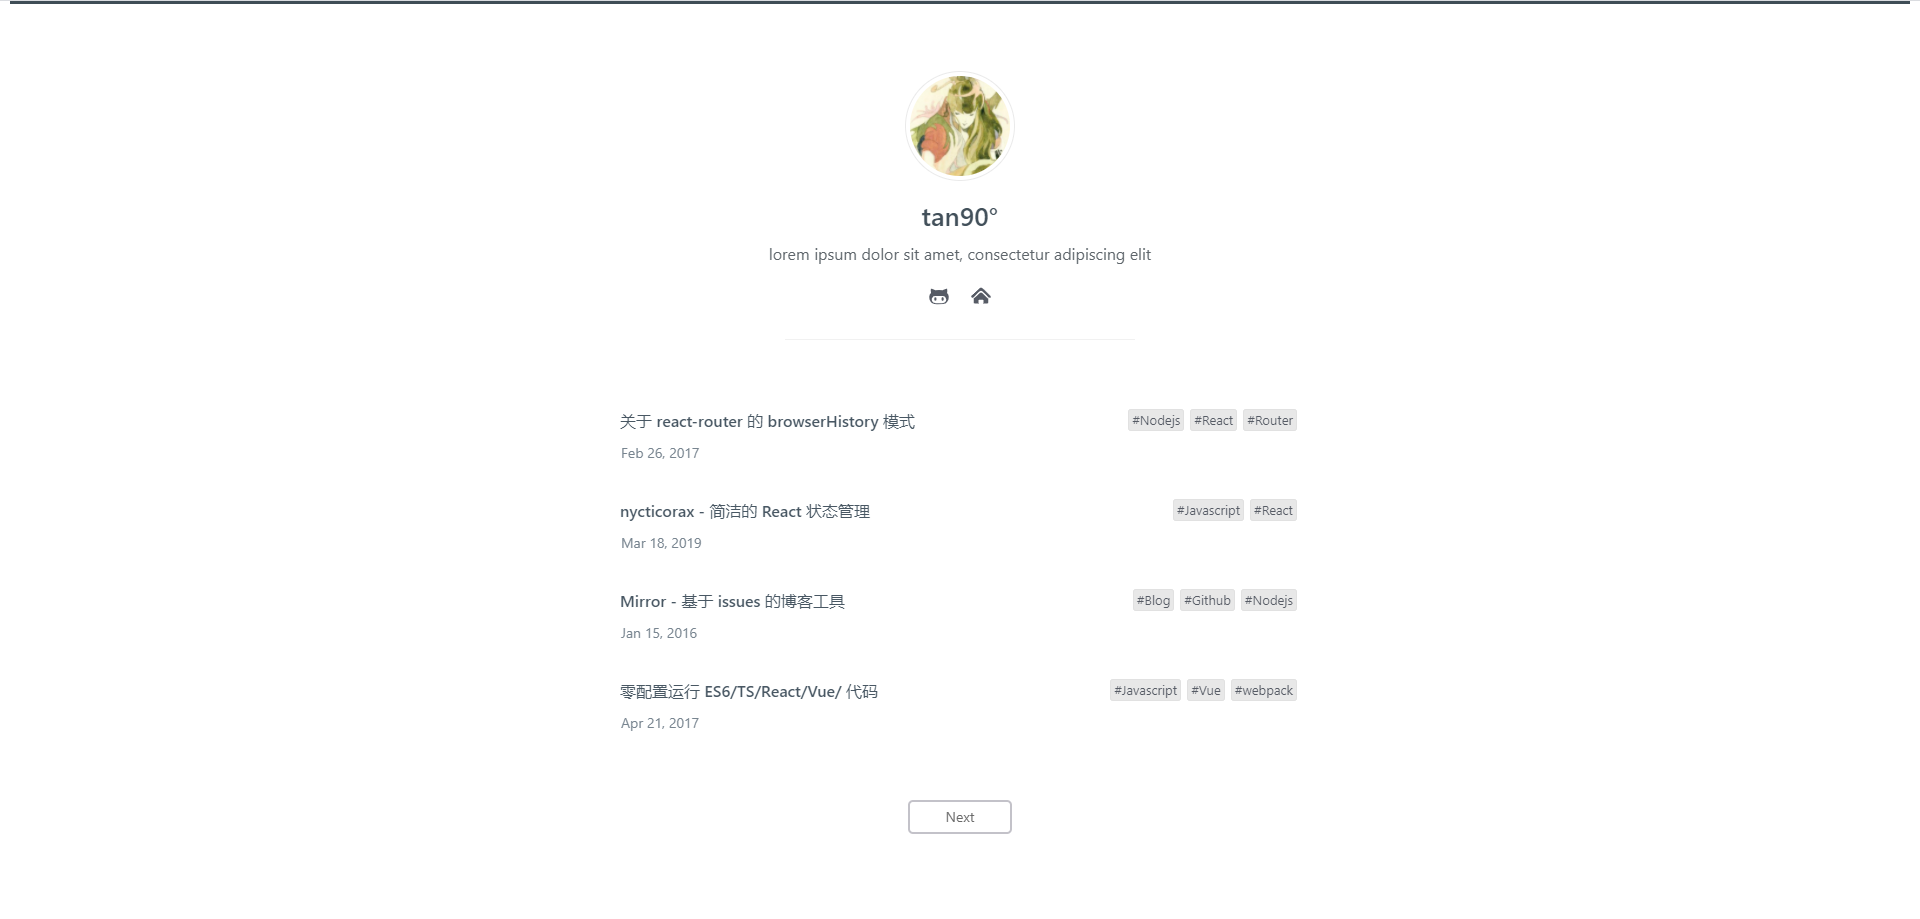 tan90°
lorem ipsum dolor sit amet, consectetur adipiscing elit
关于 react-router 的 browserHistory 模式
#Nodejs #React #Router
Feb 26, 2017
nycticorax - 简洁的 React 状态管理
#Javascript #React
Mar 18, 2019
Mirror - 基于 issues 的博客工具
#Blog #Github #Nodejs
Jan 15, 2016
零配置运行 ES6/TS/React/Vue/ 代码
#Javascript #Vue #webpack
Apr 21, 2017
Next